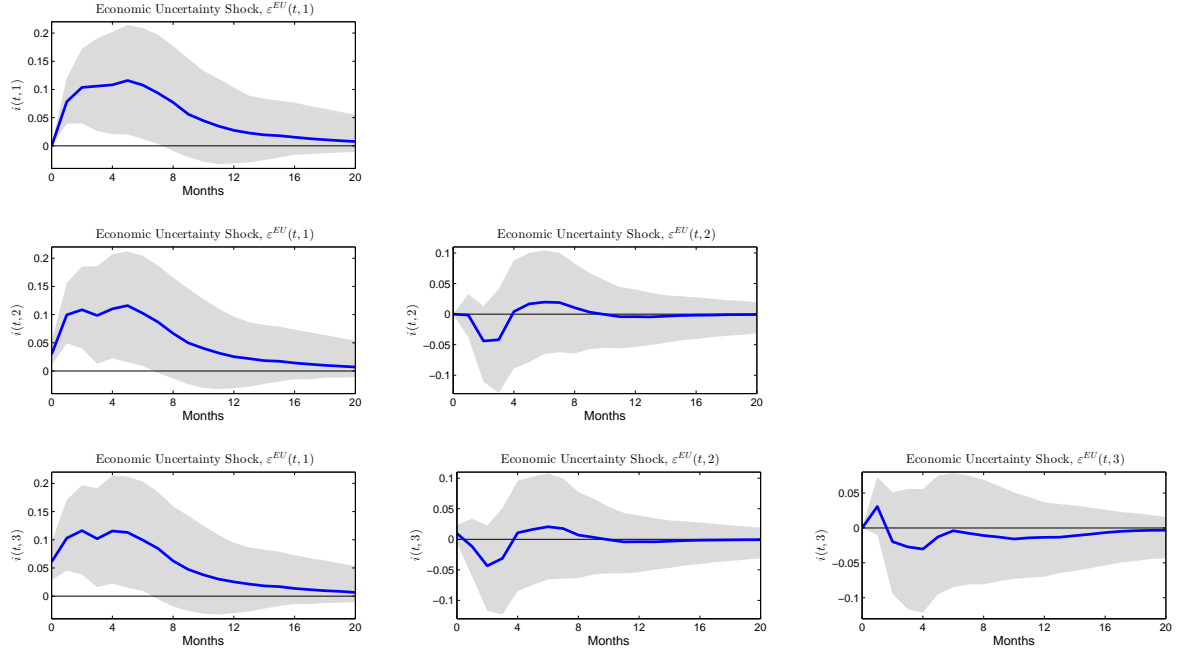 Economic Uncertainty Shock, ε^{EU}(t, 1)
0.2
0.15
0.1
0.05
0
i(t, 1)
0 4 8 12 16 20
Months
Economic Uncertainty Shock, ε^{EU}(t, 1)
0.2
0.15
0.1
0.05
0
i(t, 2)
0 4 8 12 16 20
Months
Economic Uncertainty Shock, ε^{EU}(t, 2)
0.1
0.05
0
−0.05
−0.1
i(t, 2)
0 4 8 12 16 20
Months
Economic Uncertainty Shock, ε^{EU}(t, 1)
0.2
0.15
0.1
0.05
0
i(t, 3)
0 4 8 12 16 20
Months
Economic Uncertainty Shock, ε^{EU}(t, 2)
0.1
0.05
0
−0.05
−0.1
i(t, 3)
0 4 8 12 16 20
Months
Economic Uncertainty Shock, ε^{EU}(t, 3)
0.05
0
−0.05
−0.1
i(t, 3)
0 4 8 12 16 20
Months